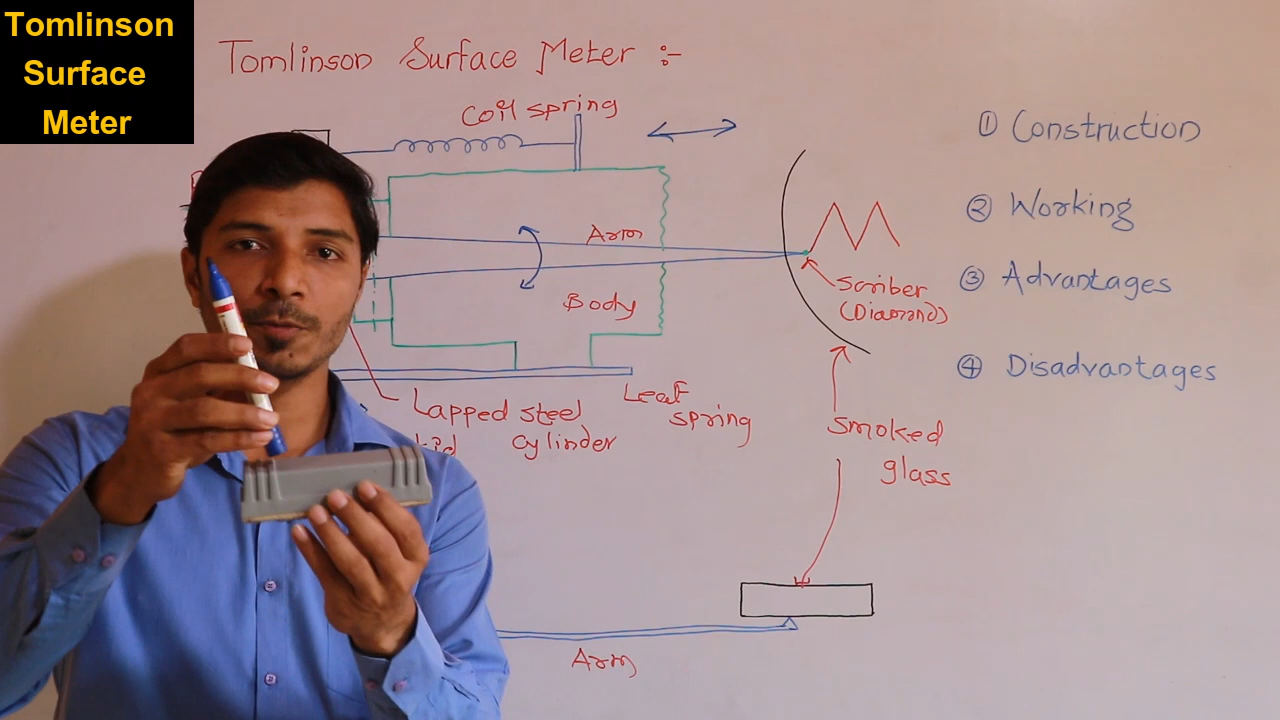 Tomlinson
Surface
Meter
Tomlinson Surface Meter :-
Coil spring
① Construction
② Working
③ Advantages
④ Disadvantages
Arm
Body
Scriber
(Diamond)
Leaf
spring
Lapped steel
cylinder
Smoked
glass
Arm